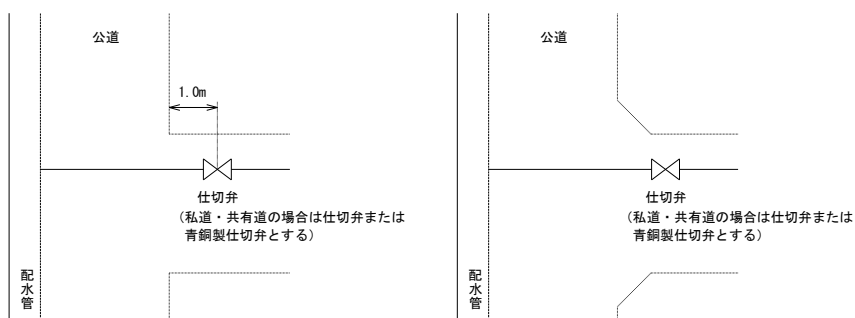 公道
1.0m
仕切弁
（私道・共有道の場合は仕切弁または
青銅製仕切弁とする）
配水管
公道
仕切弁
（私道・共有道の場合は仕切弁または
青銅製仕切弁とする）
配水管